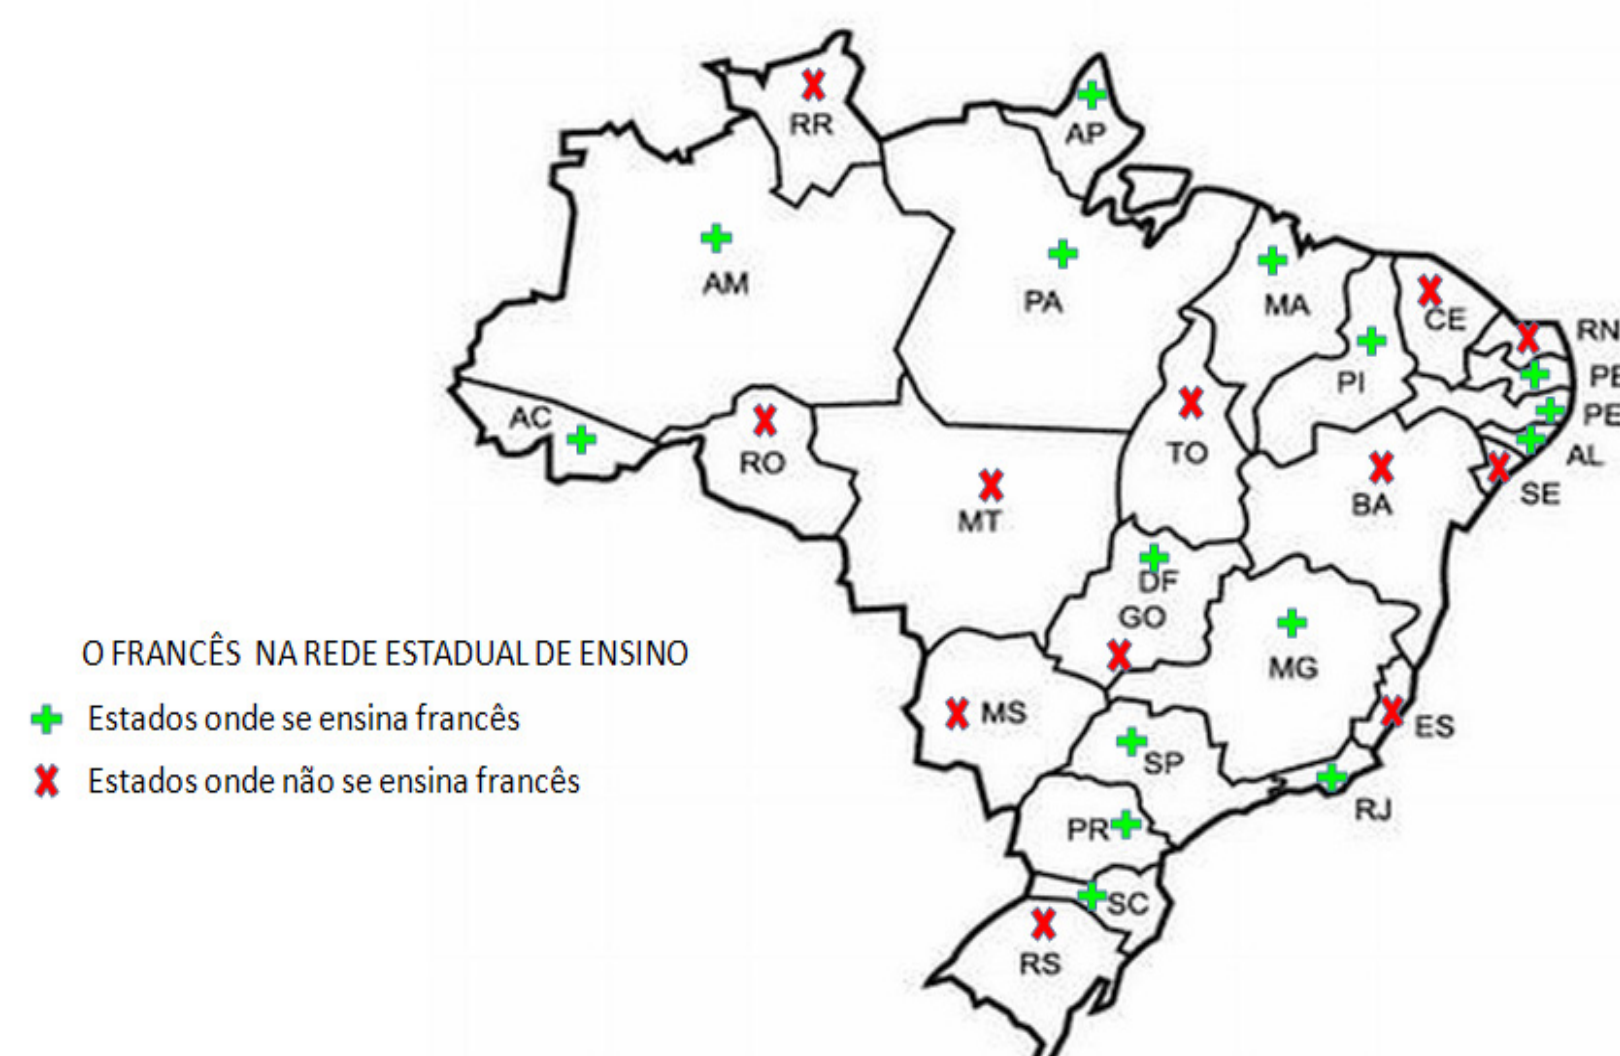 RR
AP
AM
PA
MA
CE
RN
PI
PE
AC
PE
TO
RO
AL
BA
SE
MT
DF
GO
O FRANCÊS NA REDE ESTADUAL DE ENSINO
MG
Estados onde se ensina francês
MS
ES
SP
Estados onde não se ensina francês
RJ
PR
SC
RS